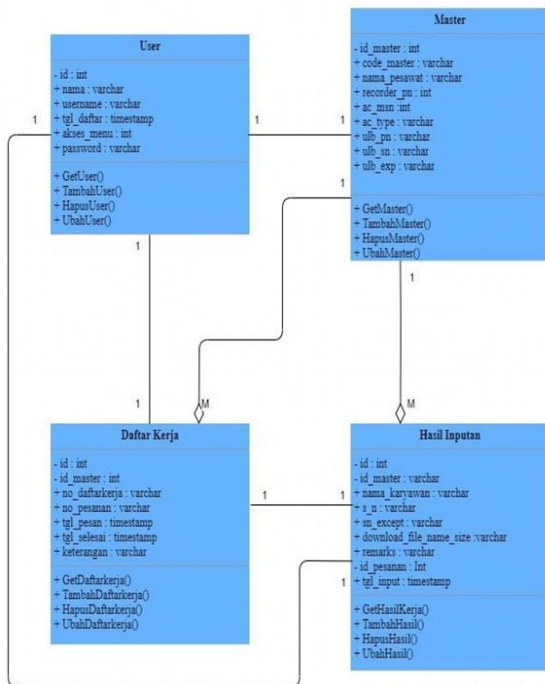 User
- id : int
+ nama : varchar
+ username : varchar
+ tgl_daftar : timestamp
+ akses_menu : int
+ password : varchar
+ GetUser()
+ TambahUser()
+ HapusUser()
+ UbahUser()
Master
- id_master : int
+ code_master : varchar
+ nama_pesawat : varchar
+ recorder_pn : int
+ ac_msn :int
+ ac_type : varchar
+ ulb_pn : varchar
+ ulb_sn : varchar
+ ulb_exp : varchar
+ GetMaster()
+ TambahMaster()
+ HapusMaster()
+ UbahMaster()
1
1
1
1
1
1
1
1
M
M
Daftar Kerja
- id : int
- id_master : int
+ no_daftarkerja : varchar
+ no_pesanan : varchar
+ tgl_pesan : timestamp
+ tgl_selesai : timestamp
+ keterangan : varchar
+ GetDaftarkerja()
+ TambahDaftarkerja()
+ HapusDaftarkerja()
+ UbahDaftarkerja()
Hasil Inputan
- id : int
- id_master : varchar
+ nama_karyawan : varchar
+ s_n : varchar
+ sn_except : varchar
+ download_file_name_size :varchar
+ remarks : varchar
- id_pesanan : Int
+ tgl_input : timestamp
+ GetHasilKerja()
+ TambahHasil()
+ HapusHasil()
+ UbahHasil()
1
1
1